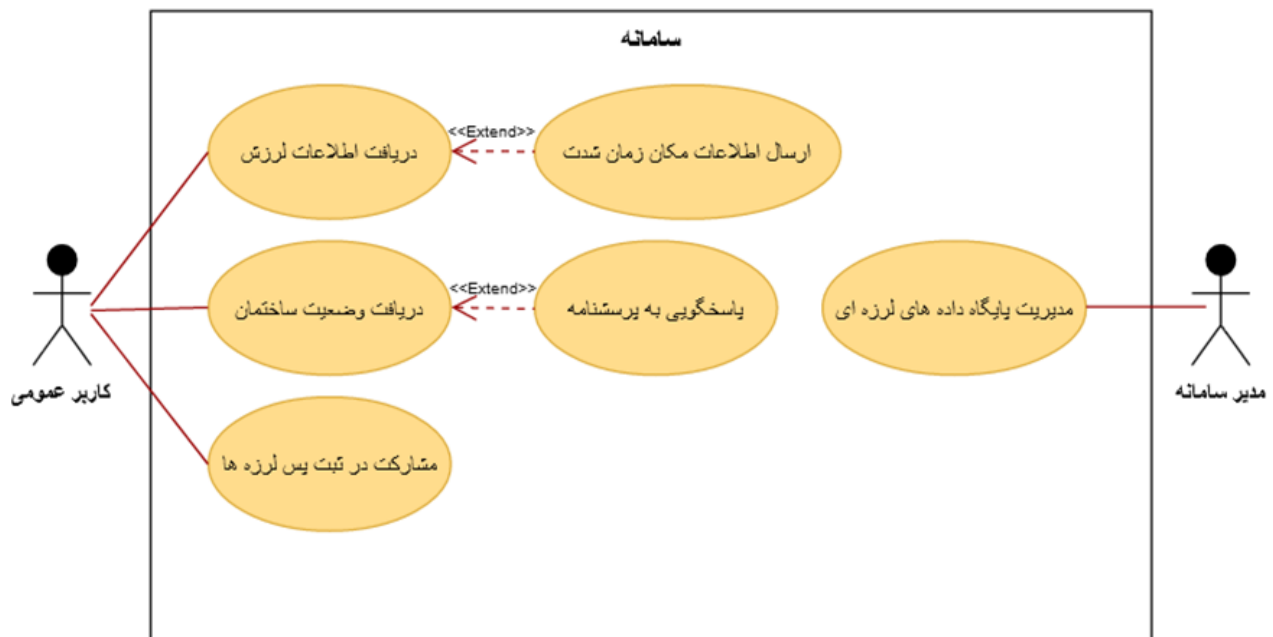 سامانه
دریافت اطلاعات لرزش
<<Extend>>
ارسال اطلاعات مکان زمان شدت
دریافت وضعیت ساختمان
<<Extend>>
پاسخگویی به پرسشنامه
مدیریت پایگاه داده های لرزه ای
مشارکت در ثبت پس لرزه ها
کاربر عمومی
مدیر سامانه